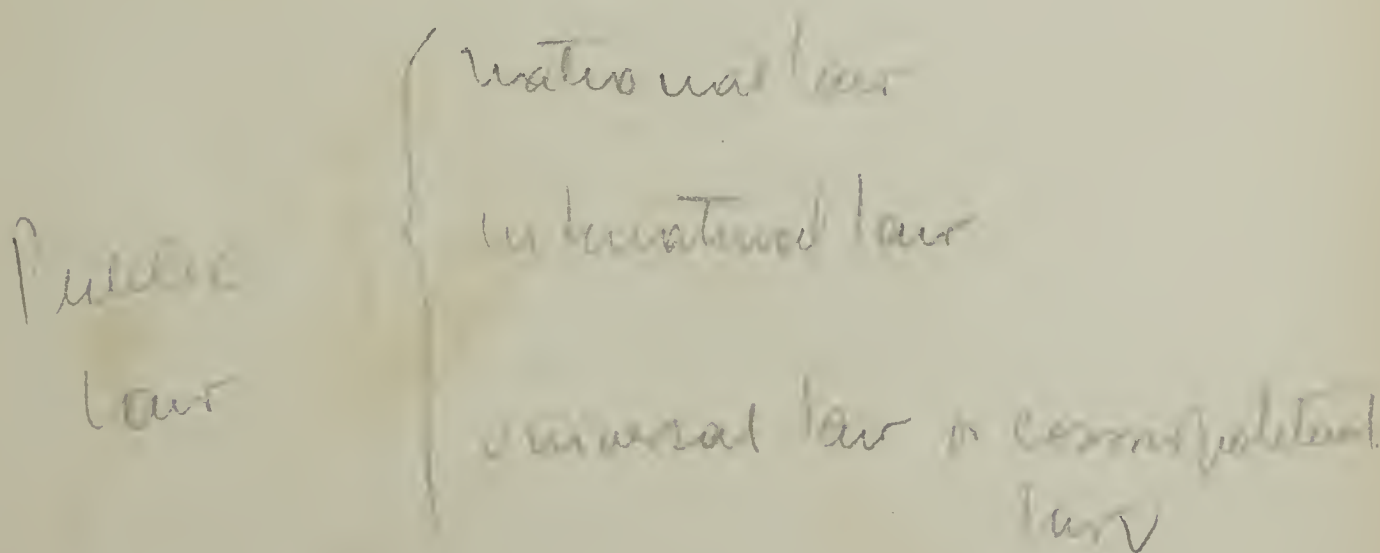 Public
law
national law
international law
universal law or cosmopolitical
law